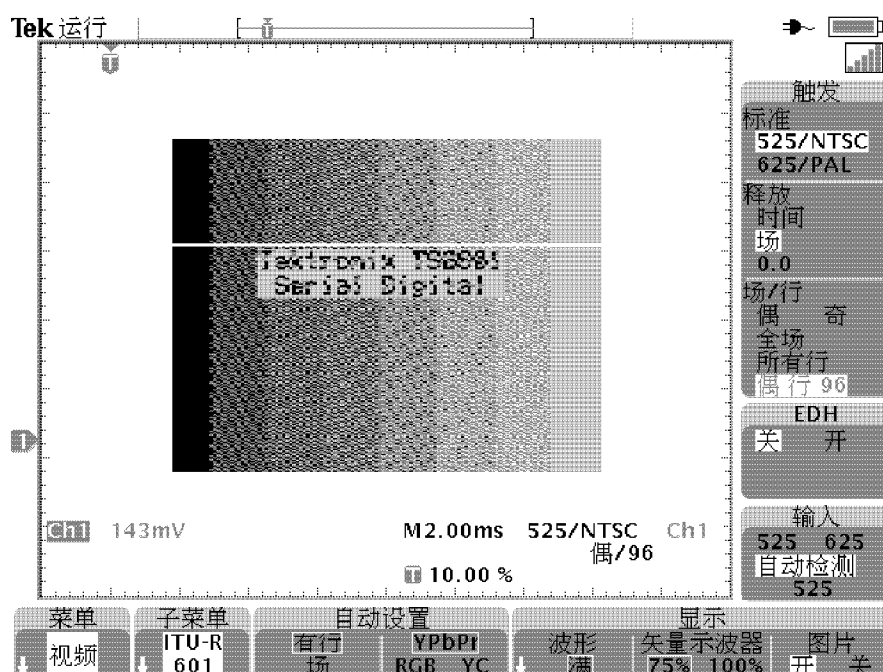 Tek 运行
触发
标准
525/NTSC
625/PAL
释放
时间
场
0.0
场/行
偶 奇
全场
所有行
偶 行 96
EDH
关 开
输入
525 625
自动检测
525
Tektronix TSG601
Serial Digital
1
Ch1 143mV M2.00ms 525/NTSC Ch1
偶/96
T 10.00 %
菜单 子菜单 自动设置 显示
视频 ITU-R 601 有行 场 YPbPr RGB YC 波形 满 矢量示波器 75% 100% 图片 开 关